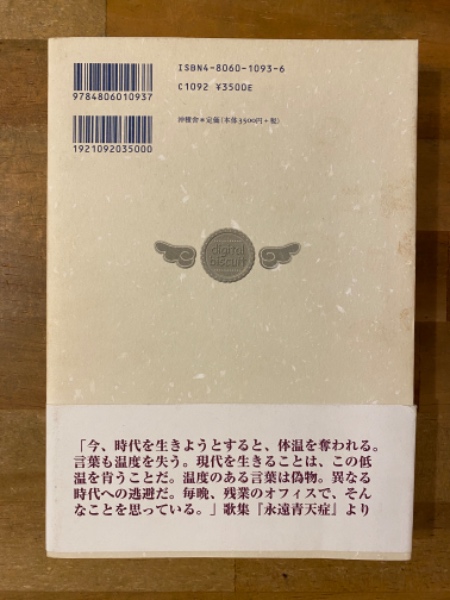 ISBN4-8060-1093-6
C1092 ¥3500E
9784806010937
沖積舎*定価(本体3500円+税)
1921092035000
digital
biscuit
「今、時代を生きようとすると、体温を奪われる。
言葉も温度を失う。現代を生きることは、この低
温を肯うことだ。温度のある言葉は偽物。異なる
時代への逃避だ。毎晩、残業のオフィスで、そん
なことを思っている。」歌集『永遠青天症』より